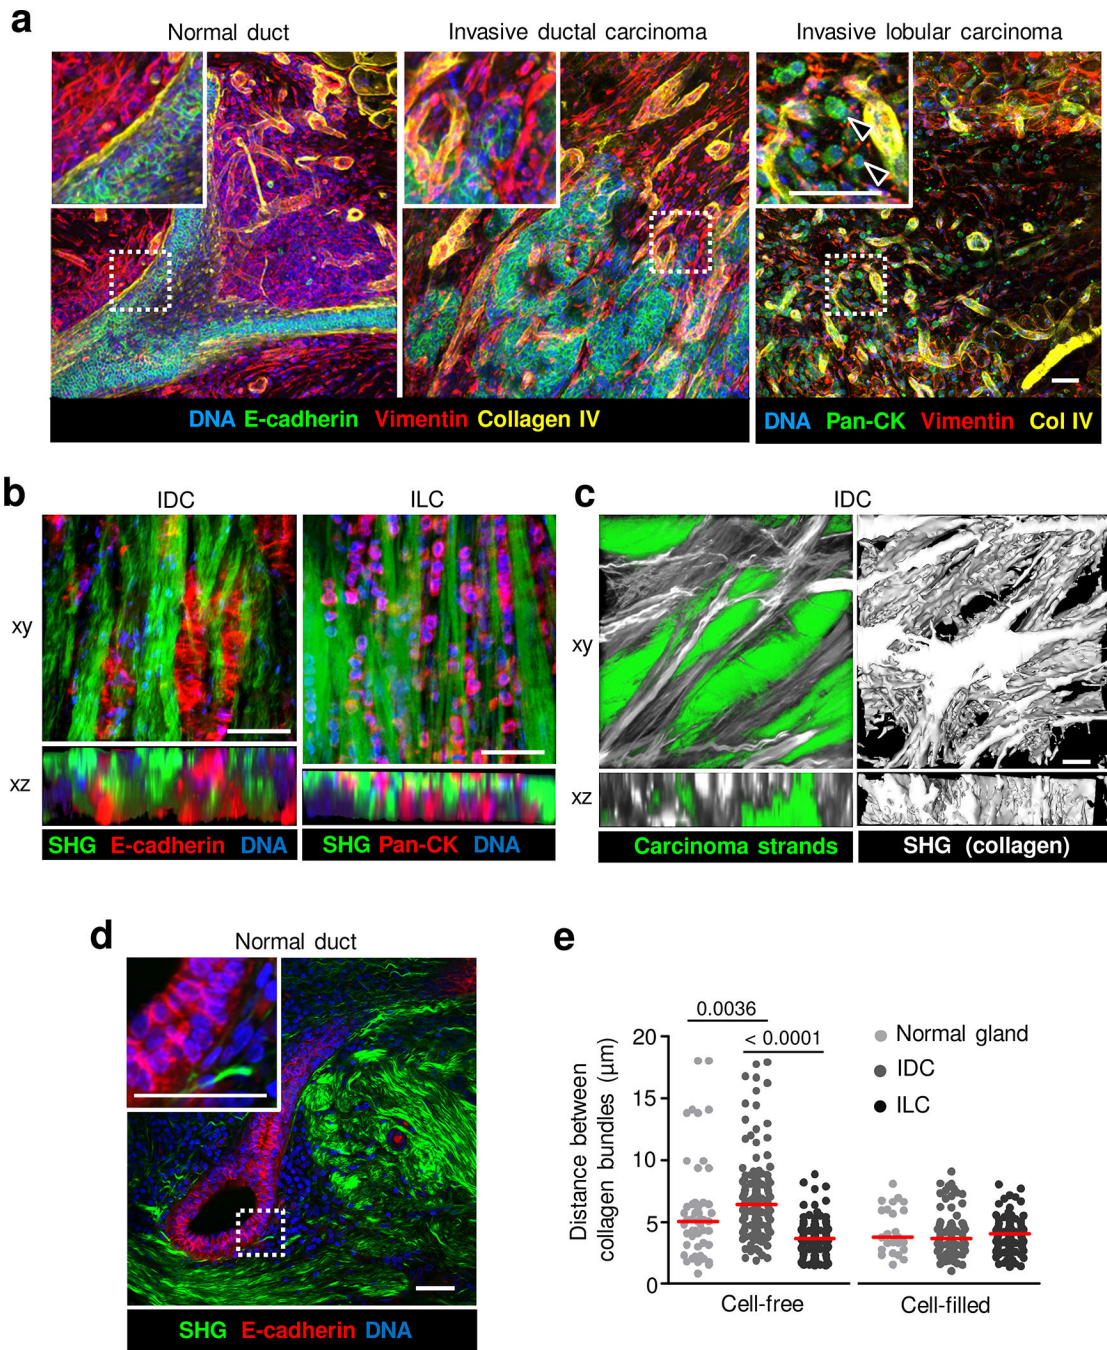 a
Normal duct
Invasive ductal carcinoma
Invasive lobular carcinoma
DNA E-cadherin Vimentin Collagen IV
DNA Pan-CK Vimentin Col IV
b
IDC
ILC
xy
xz
SHG E-cadherin DNA
SHG Pan-CK DNA
c
IDC
xy
xz
Carcinoma strands
SHG (collagen)
d
Normal duct
SHG E-cadherin DNA
e
0.0036
< 0.0001
Normal gland
IDC
ILC
Distance between
collagen bundles (µm)
20
15
10
5
0
Cell-free
Cell-filled